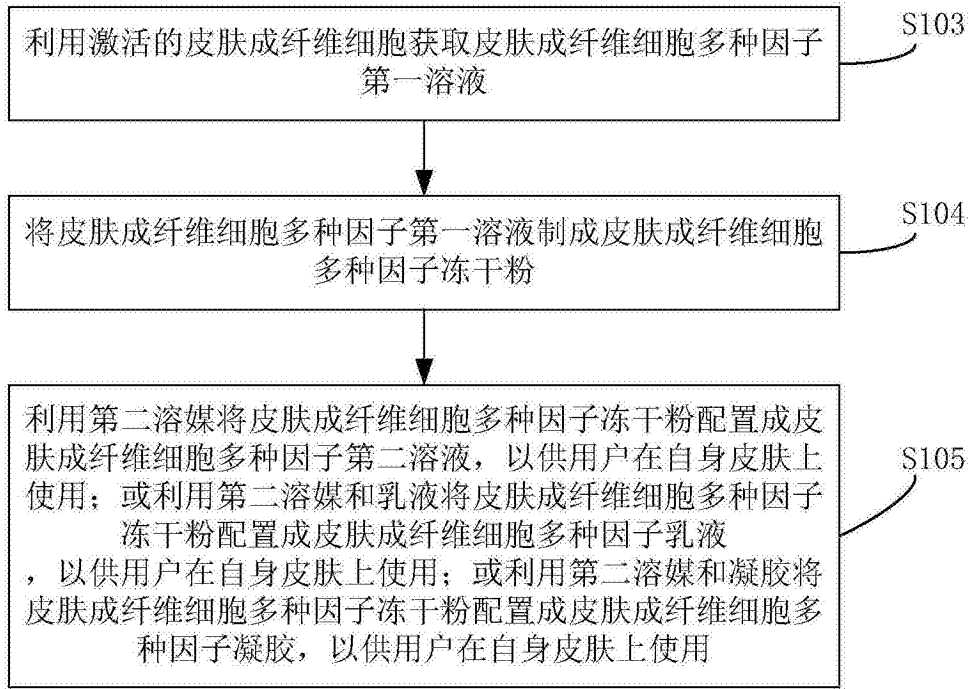 利用激活的皮肤成纤维细胞获取皮肤成纤维细胞多种因子
第一溶液
S103
将皮肤成纤维细胞多种因子第一溶液制成皮肤成纤维细胞
多种因子冻干粉
S104
利用第二溶媒将皮肤成纤维细胞多种因子冻干粉配置成皮
肤成纤维细胞多种因子第二溶液，以供用户在自身皮肤上
使用；或利用第二溶媒和乳液将皮肤成纤维细胞多种因子
冻干粉配置成皮肤成纤维细胞多种因子乳液
，以供用户在自身皮肤上使用；或利用第二溶媒和凝胶将
皮肤成纤维细胞多种因子冻干粉配置成皮肤成纤维细胞多
种因子凝胶，以供用户在自身皮肤上使用
S105